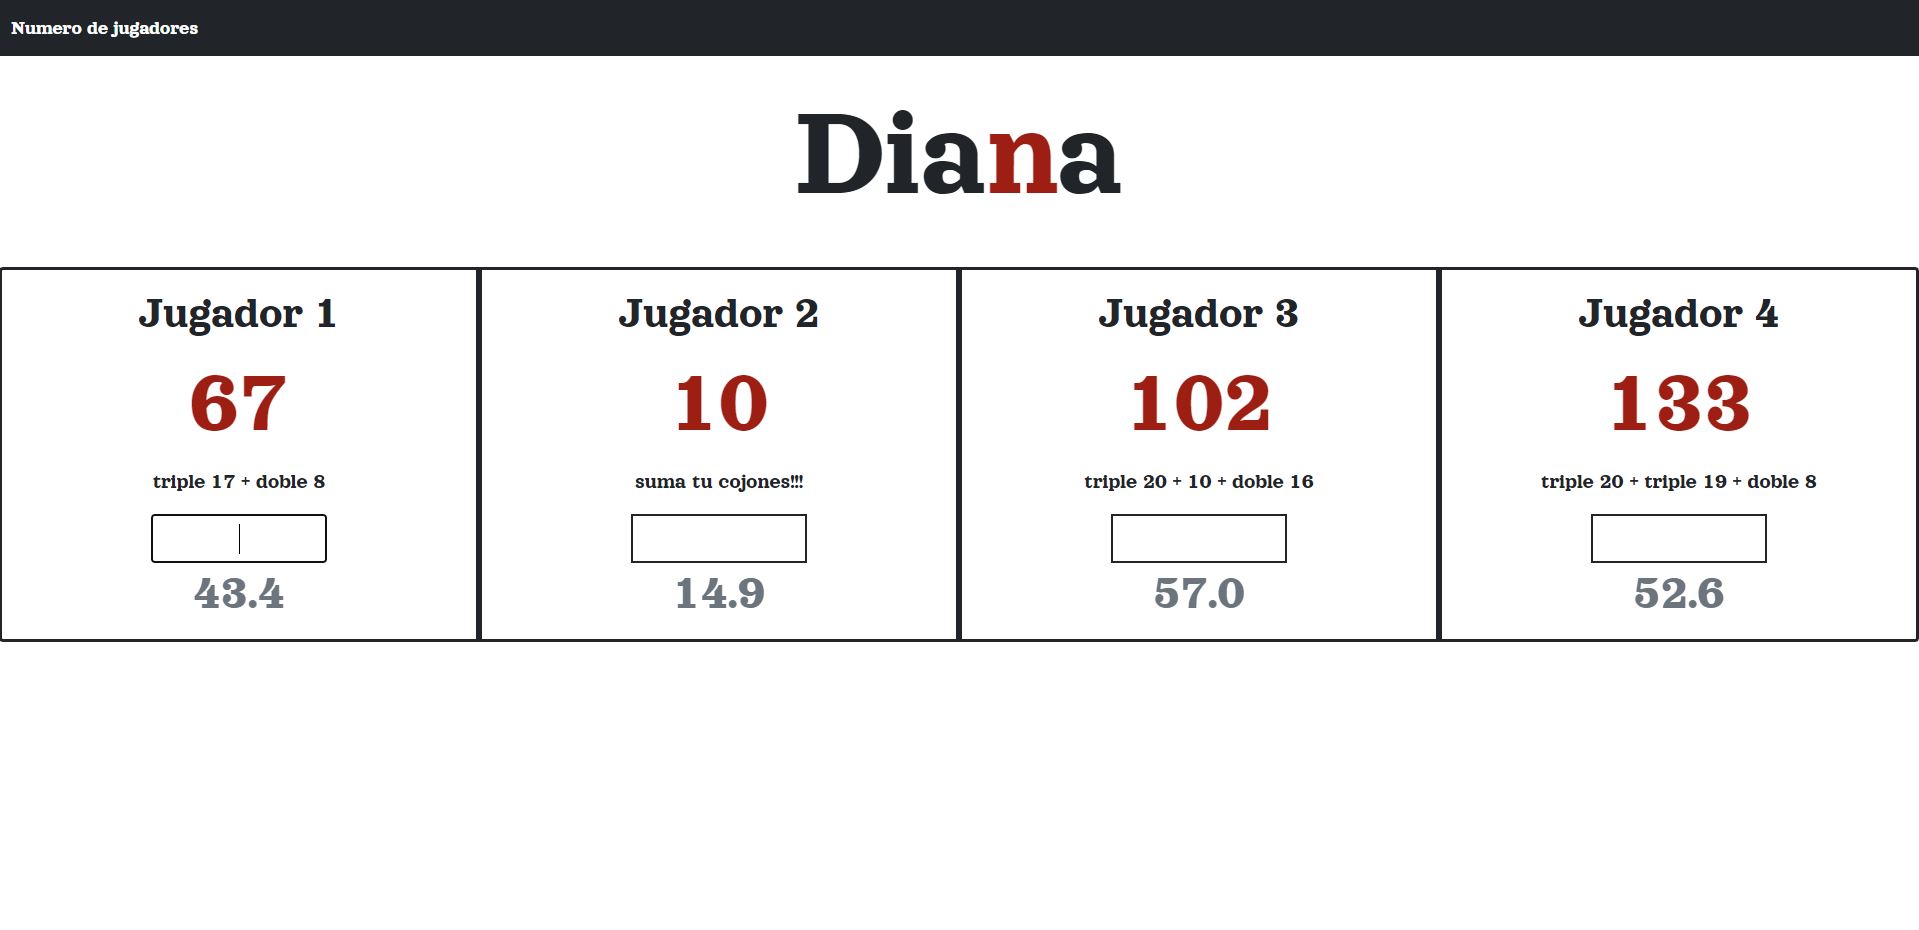 Numero de jugadores
Diana
Jugador 1
67
triple 17 + doble 8
43.4
Jugador 2
10
suma tu cojones!!!
14.9
Jugador 3
102
triple 20 + 10 + doble 16
57.0
Jugador 4
133
triple 20 + triple 19 + doble 8
52.6